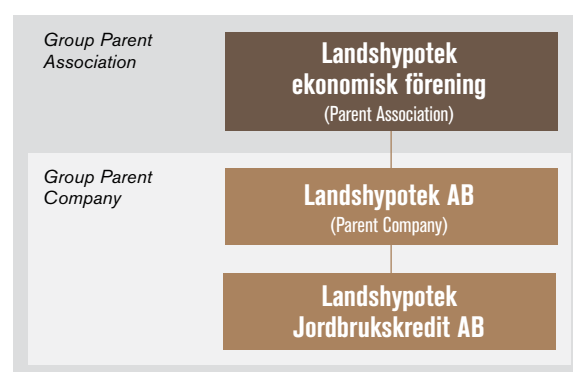 Group Parent
Association
Landshypotek
ekonomisk förening
(Parent Association)
Group Parent
Company
Landshypotek AB
(Parent Company)
Landshypotek
Jordbrukskredit AB